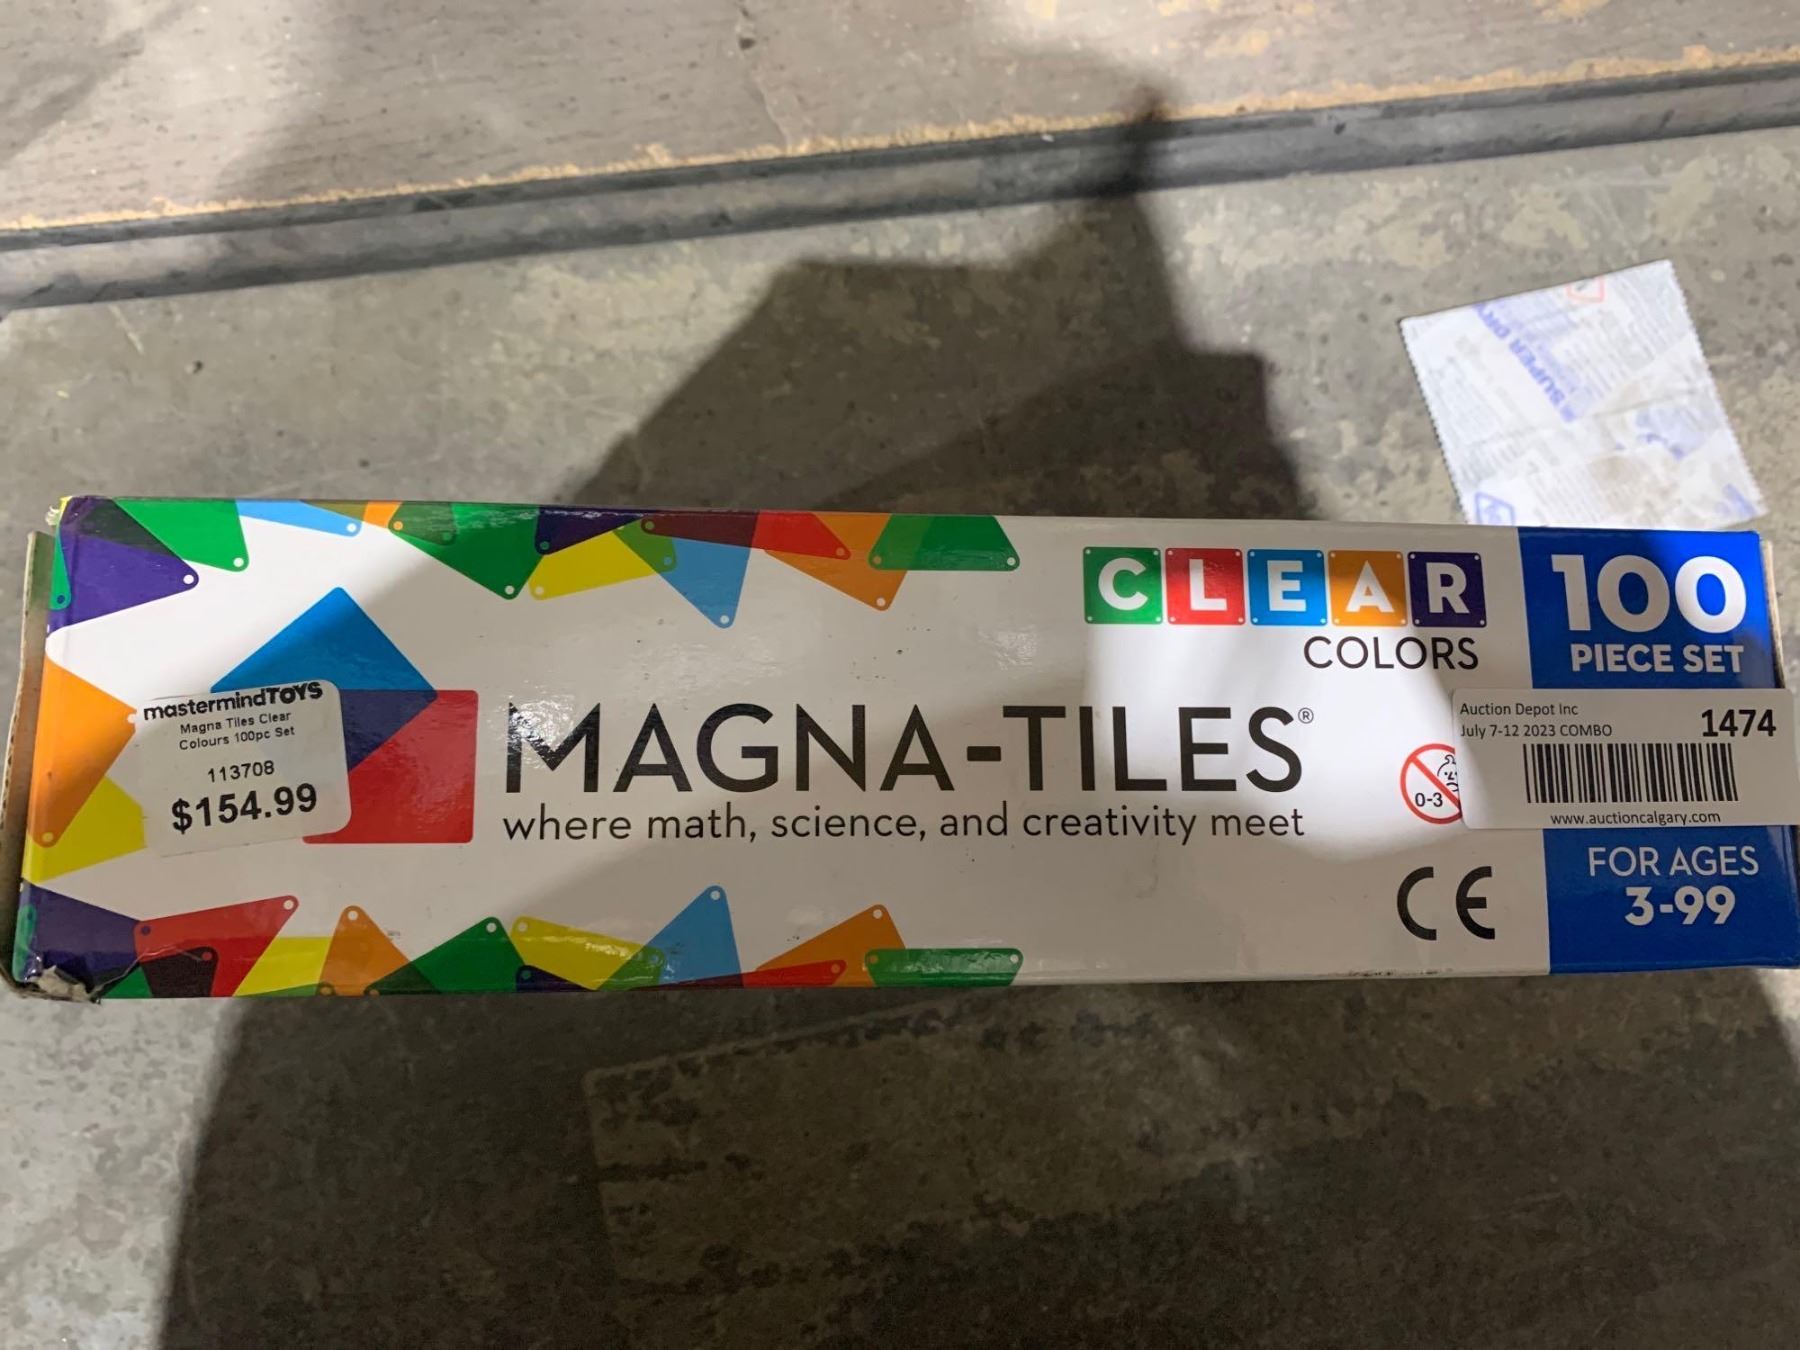 SUPER DRY
CLEAR
COLORS
100
PIECE SET
mastermindTOYS
Magna Tiles Clear
Colours 100pc Set
113708
$154.99
MAGNA-TILES®
where math, science, and creativity meet
0-3
Auction Depot Inc
July 7-12 2023 COMBO
1474
www.auctioncalgary.com
CE
FOR AGES
3-99